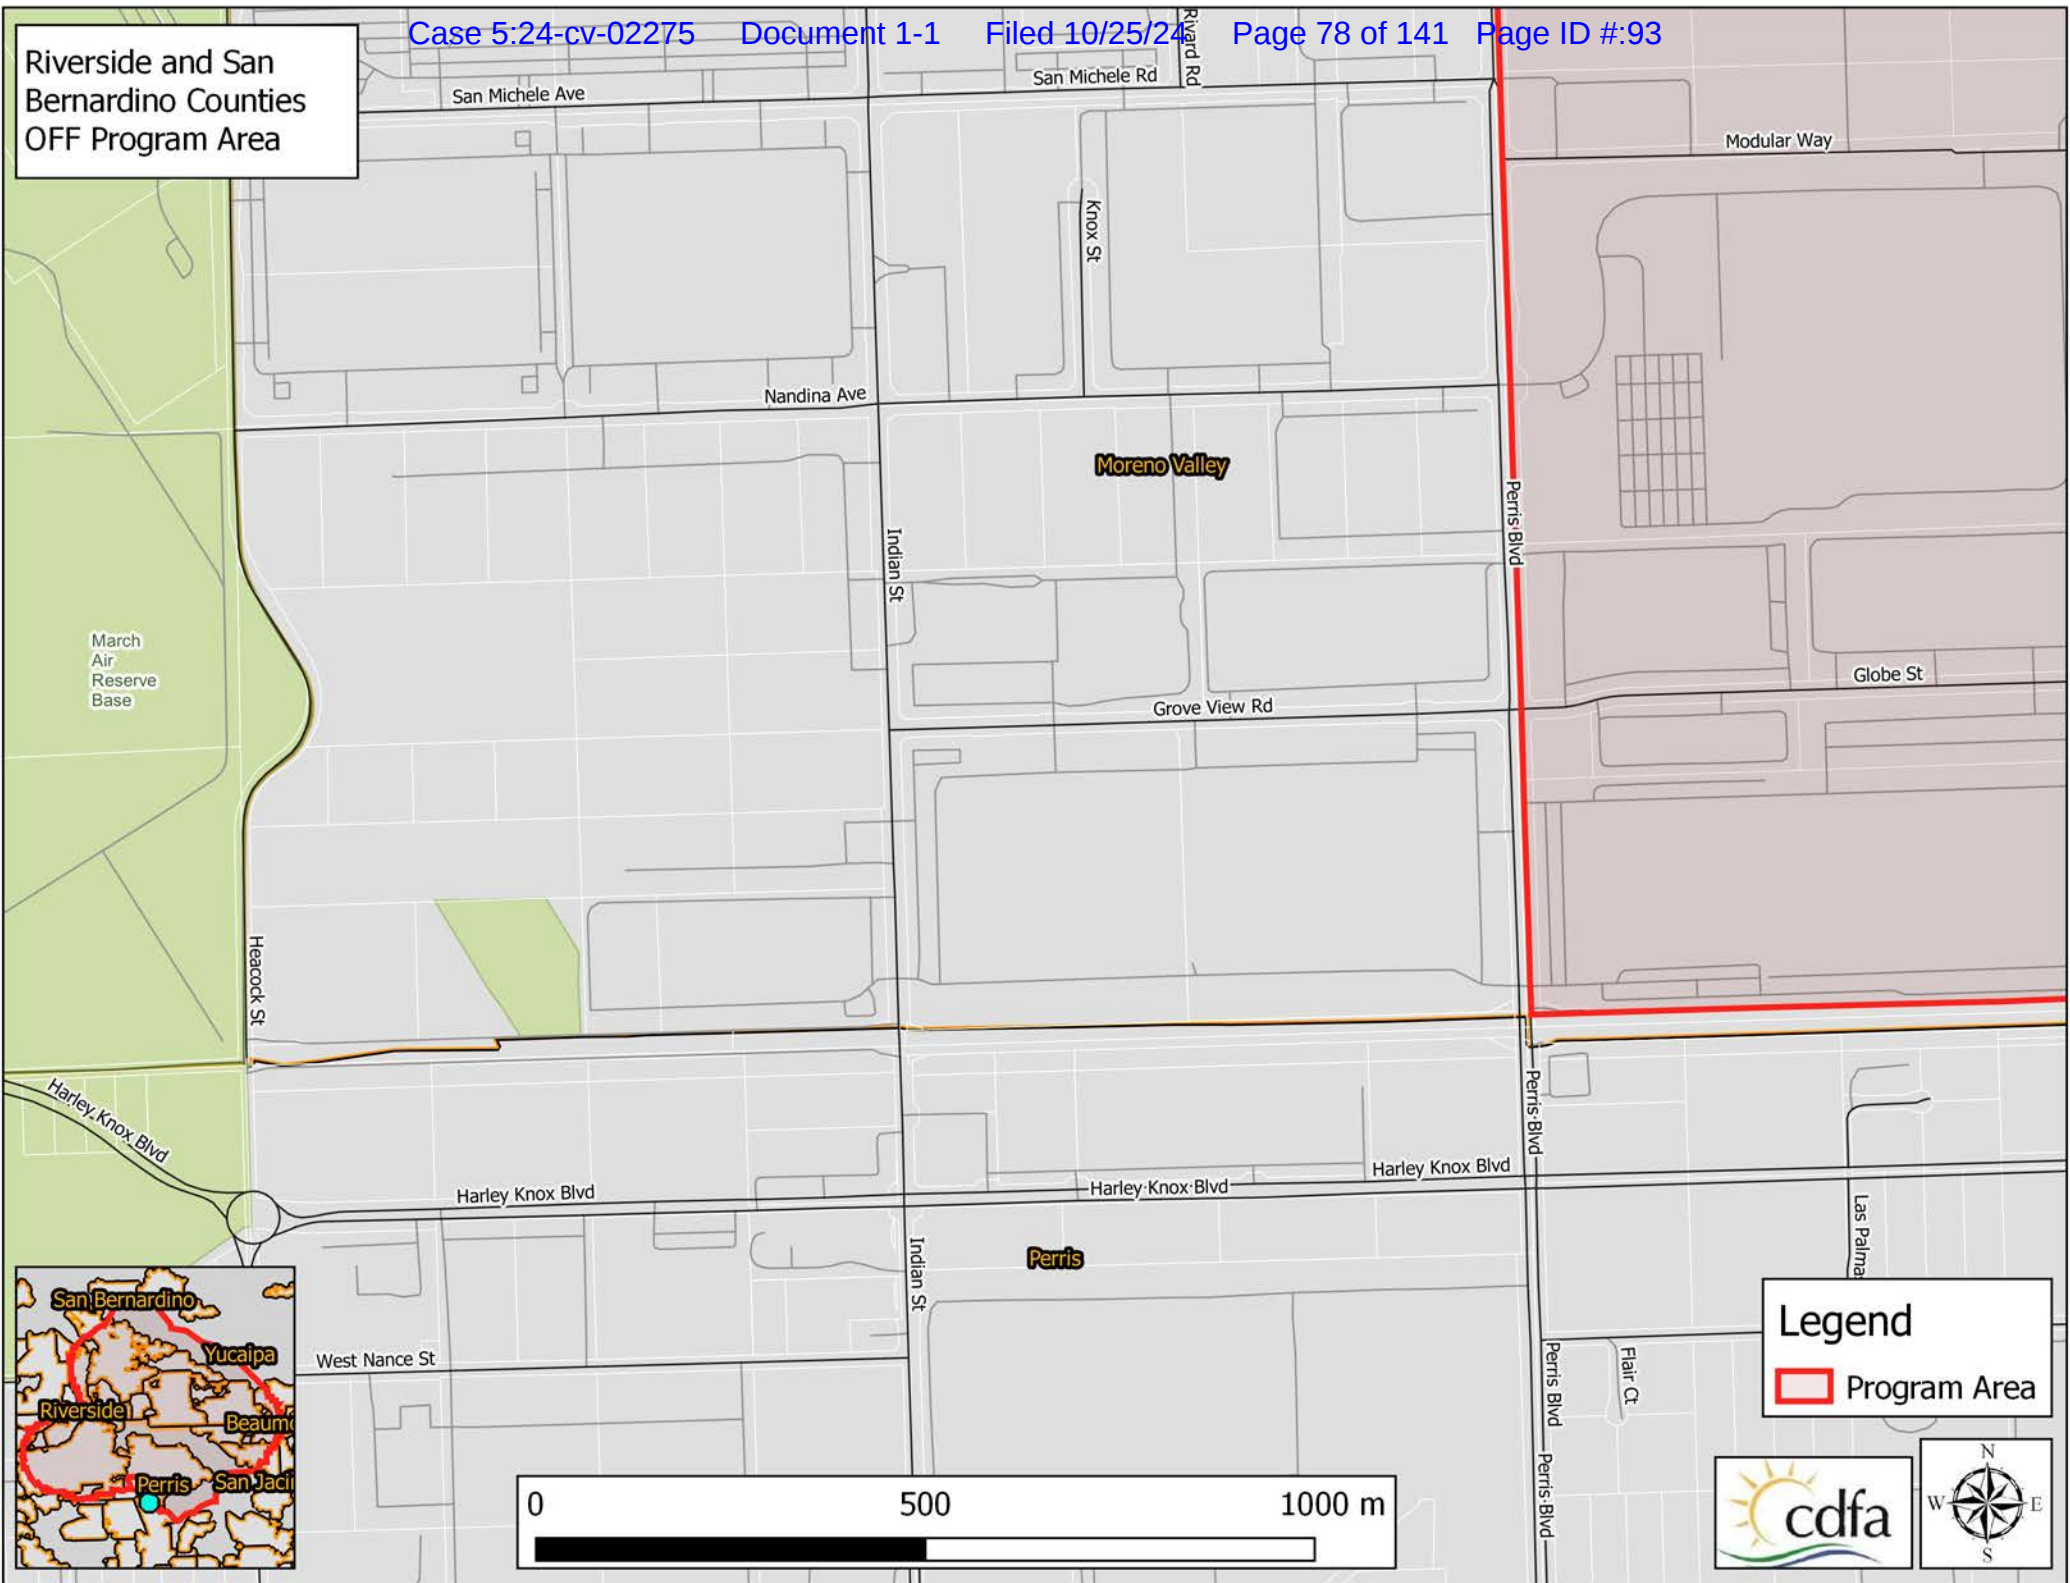 Case 5:24-cv-02275 Document 1-1 Filed 10/25/24 Page 78 of 141 Page ID #:93
Riverside and San
Bernardino Counties
OFF Program Area
San Michele Ave
San Michele Rd
Rivard Rd
Modular Way
Knox St
Nandina Ave
Moreno Valley
Perris Blvd
Indian St
March
Air
Reserve
Base
Globe St
Grove View Rd
Heacock St
Harley Knox Blvd
Perris Blvd
Harley Knox Blvd
Harley Knox Blvd
Harley Knox Blvd
Las Palmas
Indian St
Perris
West Nance St
Perris Blvd
Flair Ct
Perris Blvd
San Bernardino
Yucaipa
Riverside
Beaumo
Perris
San Jacin
0 500 1000 m
Legend
Program Area
cdfa
N
W E
S